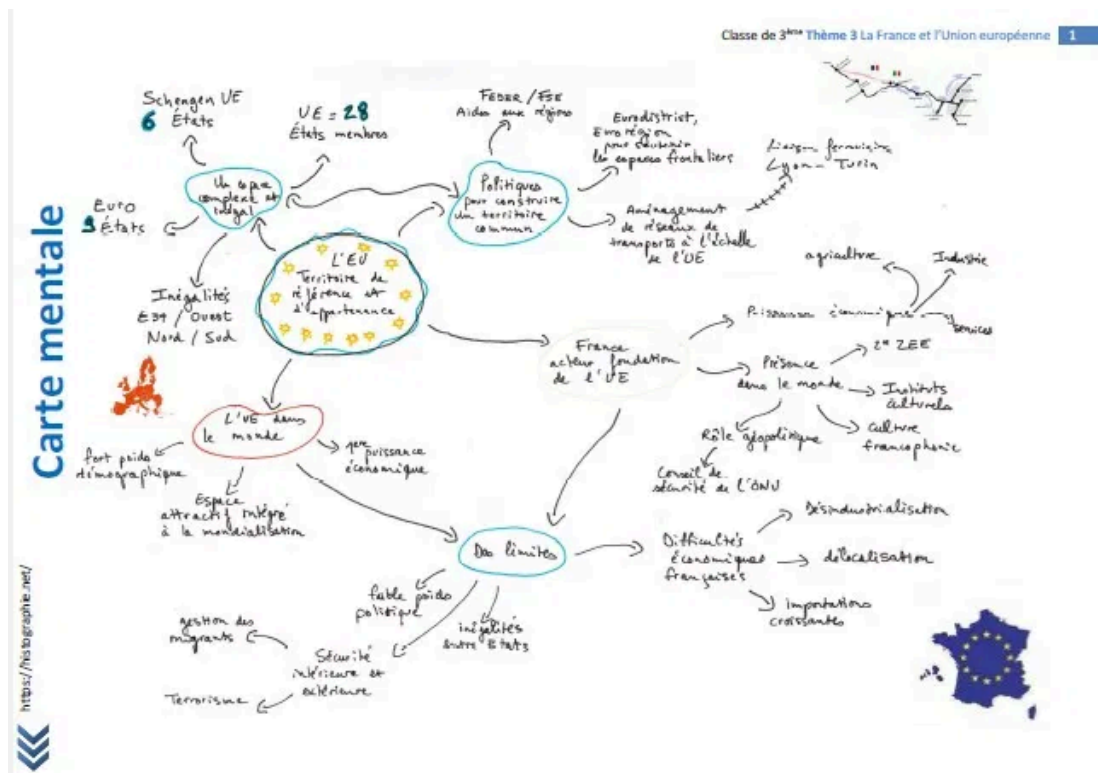 Classe de 3ème Thème 3 La France et l'Union européenne 1
Carte mentale
https://histographie.net/
Schengen UE
6 États
UE = 28
États membres
Un espace
complexe et
inégal
Euro
9 États
Inégalités
Est / Ouest
Nord / Sud
FEDER / FSE
Aides aux régions
Politiques
pour construire
un territoire
commun
Eurodistrict,
Eurorégion
pour soutenir
les espaces frontaliers
Aménagement
de réseaux de
transports à l'échelle
de l'UE
Liaison ferroviaire
Lyon - Turin
L'EU
Territoire de
référence et
d'appartenance
France
acteur fondation
de l'UE
Puissance économique
agriculture
Industrie
services
Présence
dans le monde
2e ZEE
Instituts
culturels
culture
francophonie
Rôle géopolitique
Conseil de
sécurité de l'ONU
L'UE dans
le monde
fort poids
démographique
1ère puissance
économique
Espace
attractif intégré
à la mondialisation
Des limites
faible poids
politique
inégalités
entre États
Sécurité
intérieure et
extérieure
gestion des
migrants
Terrorisme
Difficultés
économiques
françaises
Désindustrialisation
délocalisation
importations
croissantes